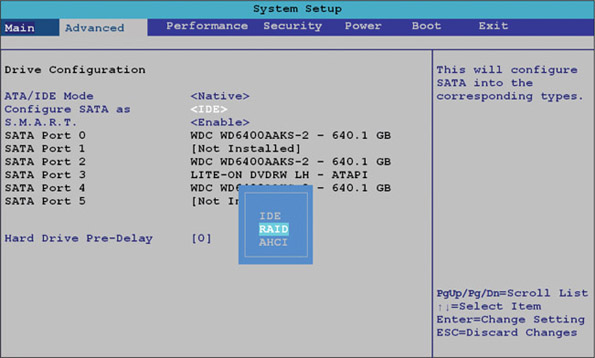 System Setup
Main Advanced Performance Security Power Boot Exit
Drive Configuration
ATA/IDE Mode <Native>
Configure SATA as <IDE>
S.M.A.R.T. <Enable>
SATA Port 0 WDC WD6400AAKS-2 - 640.1 GB
SATA Port 1 [Not Installed]
SATA Port 2 WDC WD6400AAKS-2 - 640.1 GB
SATA Port 3 LITE-ON DVDRW LH - ATAPI
SATA Port 4 WDC WD6400AAKS-2 - 640.1 GB
SATA Port 5 [Not In
IDE
RAID
AHCI
Hard Drive Pre-Delay [0]
This will configure
SATA into the
corresponding types.
PgUp/Pg/Dn=Scroll List
↑↓=Select Item
Enter=Change Setting
ESC=Discard Changes